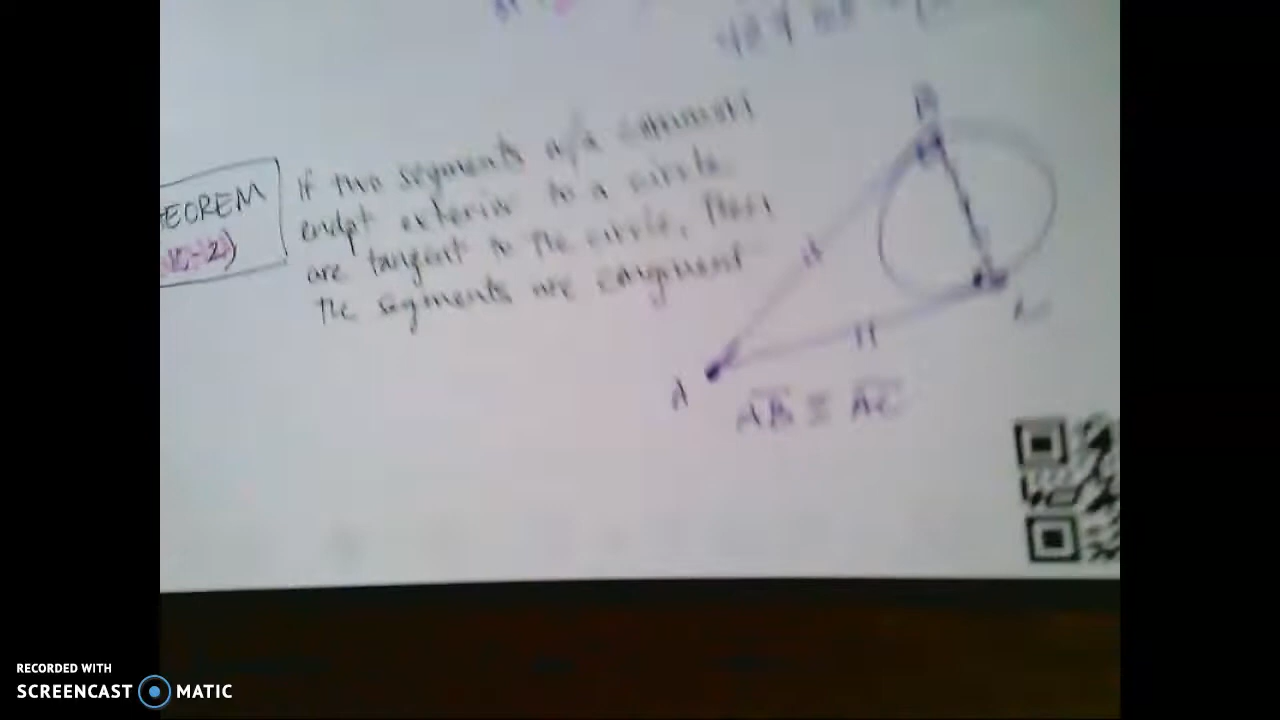 THEOREM
If two segments w/a common
endpt exterior to a circle
are tangent to the circle, then
the segments are congruent
B
C
A
AB ≅ AC
RECORDED WITH
SCREENCAST MATIC